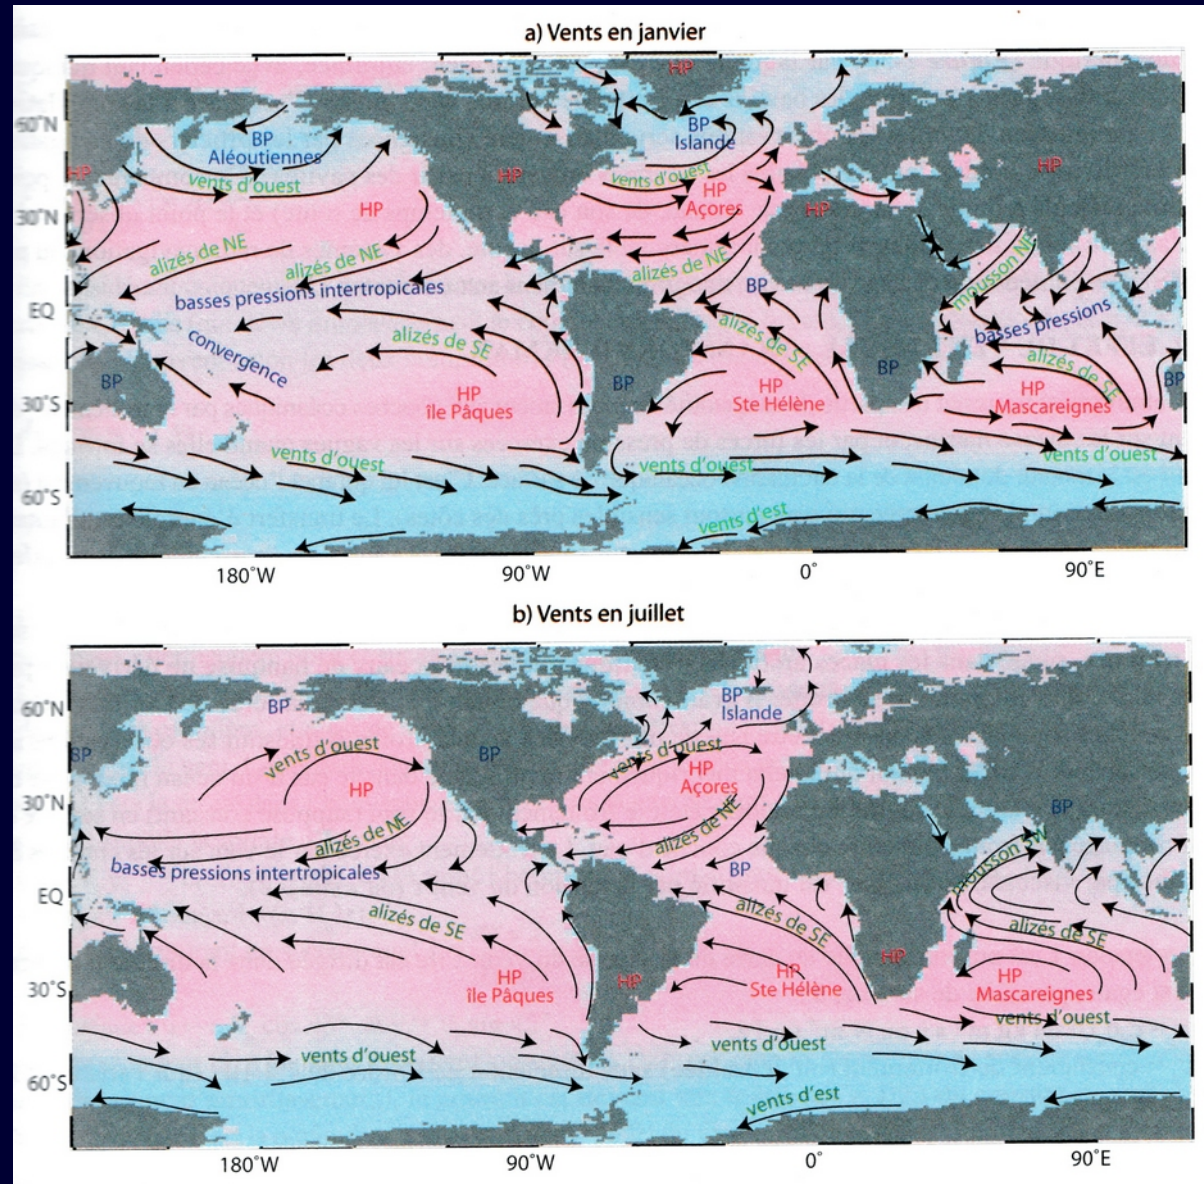 a) Vents en janvier
HP
60˚N
BP
Aléoutiennes
BP
Islande
HP
HP
HP
vents d'ouest
vents d'ouest
HP
HP
Açores
HP
30˚N
alizés de NE
alizés de NE
alizés de NE
mousson NE
basses pressions intertropicales
BP
EQ
basses pressions
convergence
alizés de SE
alizés de SE
alizés de SE
BP
HP
île Pâques
BP
HP
Ste Hélène
BP
HP
Mascareignes
BP
30˚S
vents d'ouest
vents d'ouest
vents d'ouest
60˚S
vents d'est
180˚W
90˚W
0˚
90˚E
b) Vents en juillet
60˚N
BP
BP
Islande
BP
vents d'ouest
BP
vents d'ouest
HP
HP
Açores
BP
30˚N
alizés de NE
alizés de NE
mousson SW
basses pressions intertropicales
BP
EQ
alizés de SE
alizés de SE
alizés de SE
HP
île Pâques
HP
HP
Ste Hélène
HP
HP
Mascareignes
30˚S
vents d'ouest
vents d'ouest
vents d'ouest
60˚S
vents d'est
180˚W
90˚W
0˚
90˚E